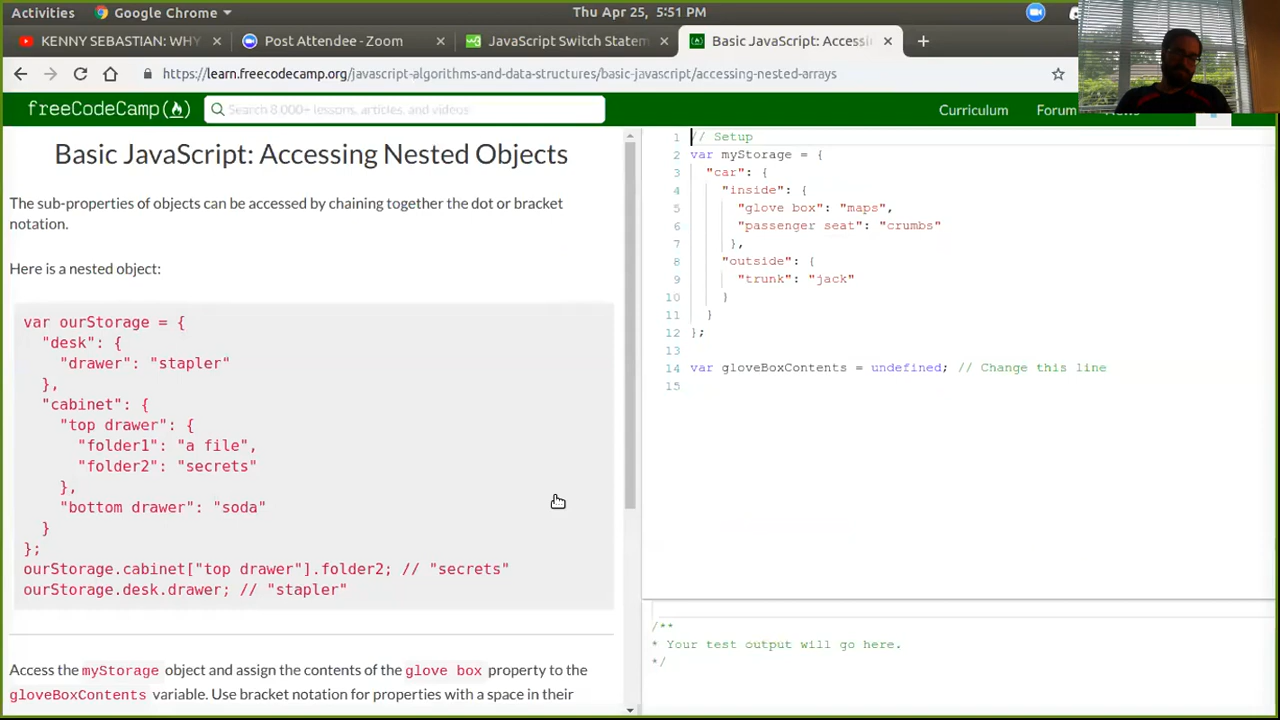 Activities Google Chrome Thu Apr 25, 5:51 PM
KENNY SEBASTIAN: WHY Post Attendee - Zoom JavaScript Switch Statem Basic JavaScript: Accessi
https://learn.freecodecamp.org/javascript-algorithms-and-data-structures/basic-javascript/accessing-nested-arrays
freeCodeCamp Search 8,000+ lessons, articles, and videos Curriculum Forum
Basic JavaScript: Accessing Nested Objects
The sub-properties of objects can be accessed by chaining together the dot or bracket
notation.
Here is a nested object:
var ourStorage = {
"desk": {
"drawer": "stapler"
},
"cabinet": {
"top drawer": {
"folder1": "a file",
"folder2": "secrets"
},
"bottom drawer": "soda"
}
};
ourStorage.cabinet["top drawer"].folder2; // "secrets"
ourStorage.desk.drawer; // "stapler"
Access the myStorage object and assign the contents of the glove box property to the
gloveBoxContents variable. Use bracket notation for properties with a space in their
1 // Setup
2 var myStorage = {
3 "car": {
4 "inside": {
5 "glove box": "maps",
6 "passenger seat": "crumbs"
7 },
8 "outside": {
9 "trunk": "jack"
10 }
11 }
12 };
13
14 var gloveBoxContents = undefined; // Change this line
15
/**
* Your test output will go here.
*/